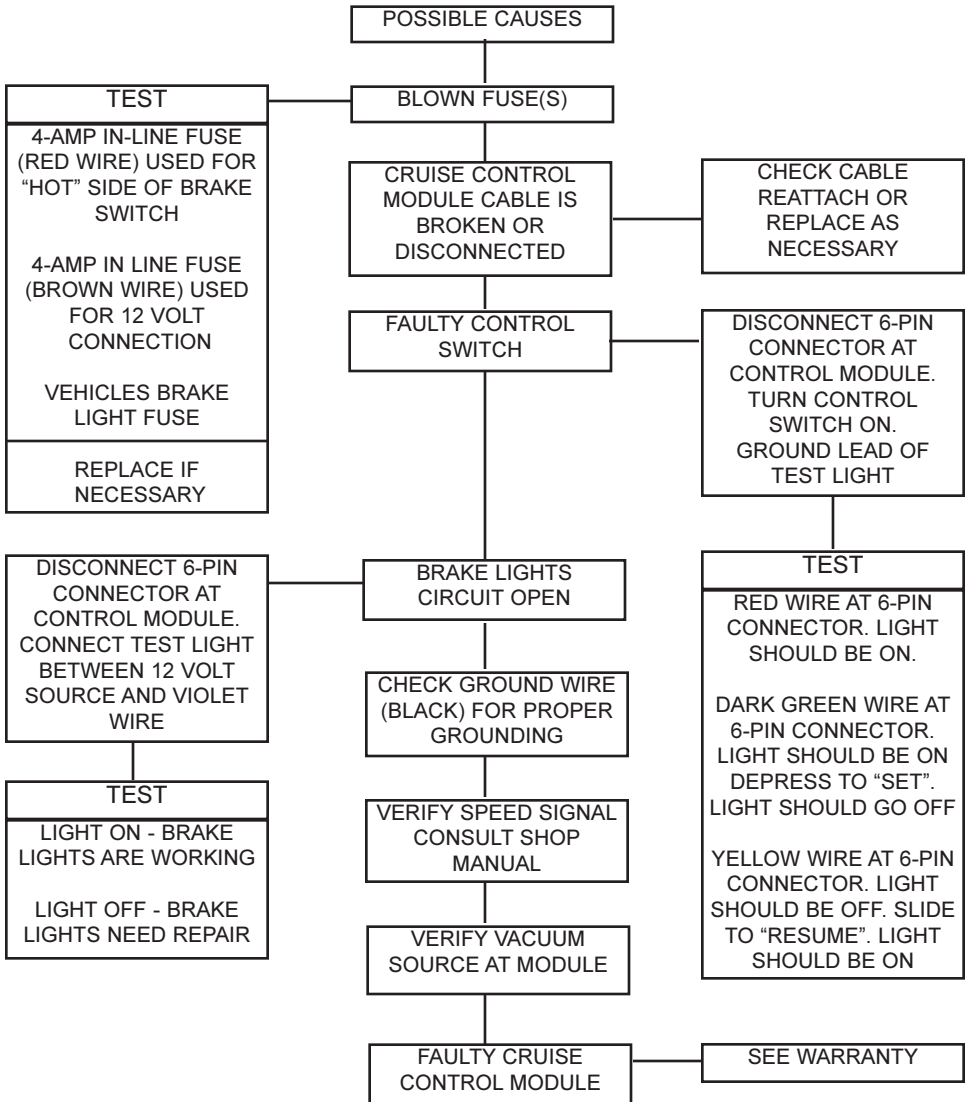 POSSIBLE CAUSES
TEST
4-AMP IN-LINE FUSE
(RED WIRE) USED FOR
“HOT” SIDE OF BRAKE
SWITCH
4-AMP IN LINE FUSE
(BROWN WIRE) USED
FOR 12 VOLT
CONNECTION
VEHICLES BRAKE
LIGHT FUSE
REPLACE IF
NECESSARY
BLOWN FUSE(S)
CRUISE CONTROL
MODULE CABLE IS
BROKEN OR
DISCONNECTED
CHECK CABLE
REATTACH OR
REPLACE AS
NECESSARY
FAULTY CONTROL
SWITCH
DISCONNECT 6-PIN
CONNECTOR AT
CONTROL MODULE.
TURN CONTROL
SWITCH ON.
GROUND LEAD OF
TEST LIGHT
TEST
RED WIRE AT 6-PIN
CONNECTOR. LIGHT
SHOULD BE ON.
DARK GREEN WIRE AT
6-PIN CONNECTOR.
LIGHT SHOULD BE ON
DEPRESS TO “SET”.
LIGHT SHOULD GO OFF
YELLOW WIRE AT 6-PIN
CONNECTOR. LIGHT
SHOULD BE OFF. SLIDE
TO “RESUME”. LIGHT
SHOULD BE ON
BRAKE LIGHTS
CIRCUIT OPEN
DISCONNECT 6-PIN
CONNECTOR AT
CONTROL MODULE.
CONNECT TEST LIGHT
BETWEEN 12 VOLT
SOURCE AND VIOLET
WIRE
TEST
LIGHT ON - BRAKE
LIGHTS ARE WORKING
LIGHT OFF - BRAKE
LIGHTS NEED REPAIR
CHECK GROUND WIRE
(BLACK) FOR PROPER
GROUNDING
VERIFY SPEED SIGNAL
CONSULT SHOP
MANUAL
VERIFY VACUUM
SOURCE AT MODULE
FAULTY CRUISE
CONTROL MODULE
SEE WARRANTY